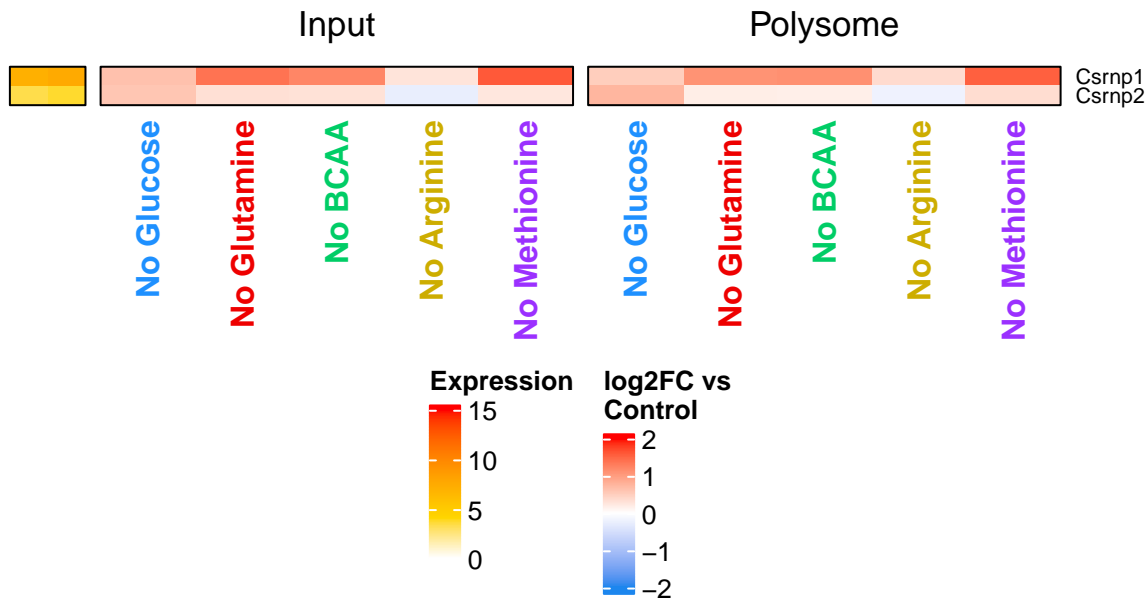 Input
Polysome
Csrnp1
Csrnp2
No Glucose
No Glutamine
No BCAA
No Arginine
No Methionine
No Glucose
No Glutamine
No BCAA
No Arginine
No Methionine
Expression
15
10
5
0
log2FC vs
Control
2
1
0
−1
−2